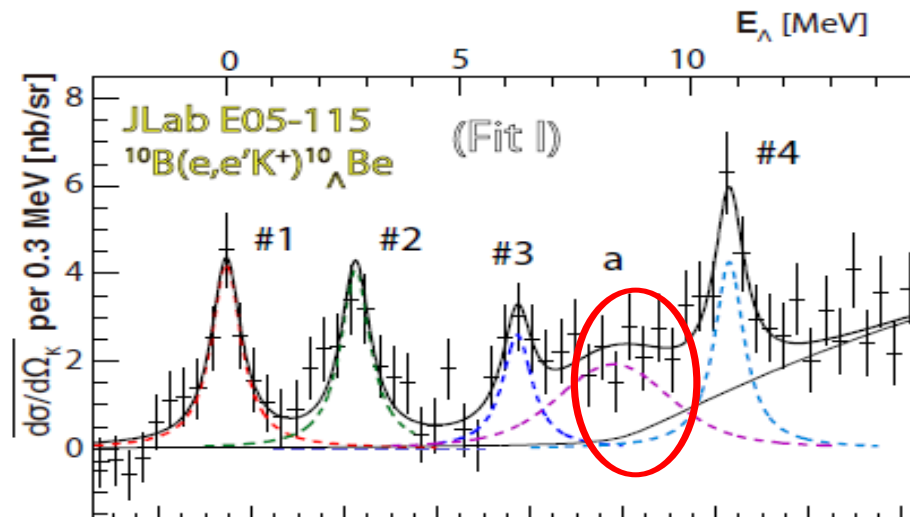 E_Λ [MeV]
0 5 10
dσ/dΩ_K per 0.3 MeV [nb/sr]
8
6
4
2
0
JLab E05-115
¹⁰B(e,e'K⁺)¹⁰_ΛBe
(Fit I)
#1
#2
#3
a
#4